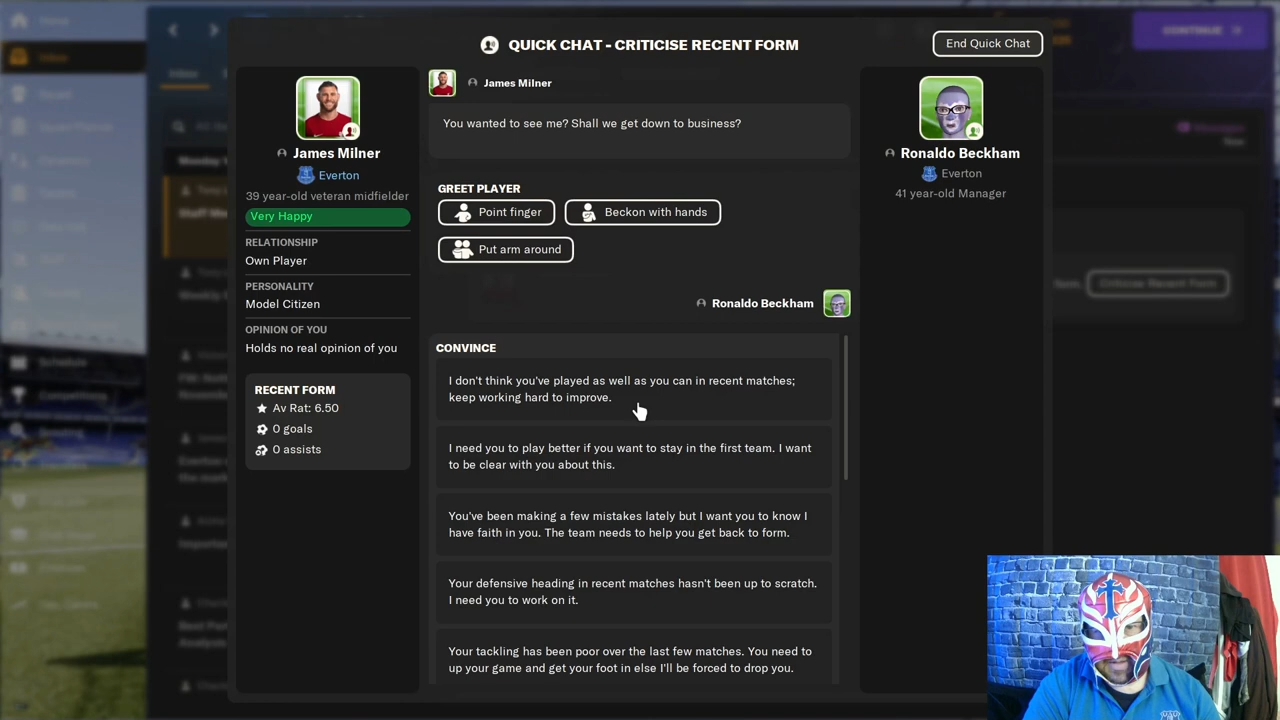 Inbox
CONTINUE
QUICK CHAT - CRITICISE RECENT FORM
End Quick Chat
James Milner
Everton
39 year-old veteran midfielder
Very Happy
RELATIONSHIP
Own Player
PERSONALITY
Model Citizen
OPINION OF YOU
Holds no real opinion of you
RECENT FORM
Av Rat: 6.50
0 goals
0 assists
James Milner
You wanted to see me? Shall we get down to business?
GREET PLAYER
Point finger
Beckon with hands
Put arm around
Ronaldo Beckham
CONVINCE
I don't think you've played as well as you can in recent matches;
keep working hard to improve.
I need you to play better if you want to stay in the first team. I want
to be clear with you about this.
You've been making a few mistakes lately but I want you to know I
have faith in you. The team needs to help you get back to form.
Your defensive heading in recent matches hasn't been up to scratch.
I need you to work on it.
Your tackling has been poor over the last few matches. You need to
up your game and get your foot in else I'll be forced to drop you.
Ronaldo Beckham
Everton
41 year-old Manager
Criticise Recent Form
Schedule